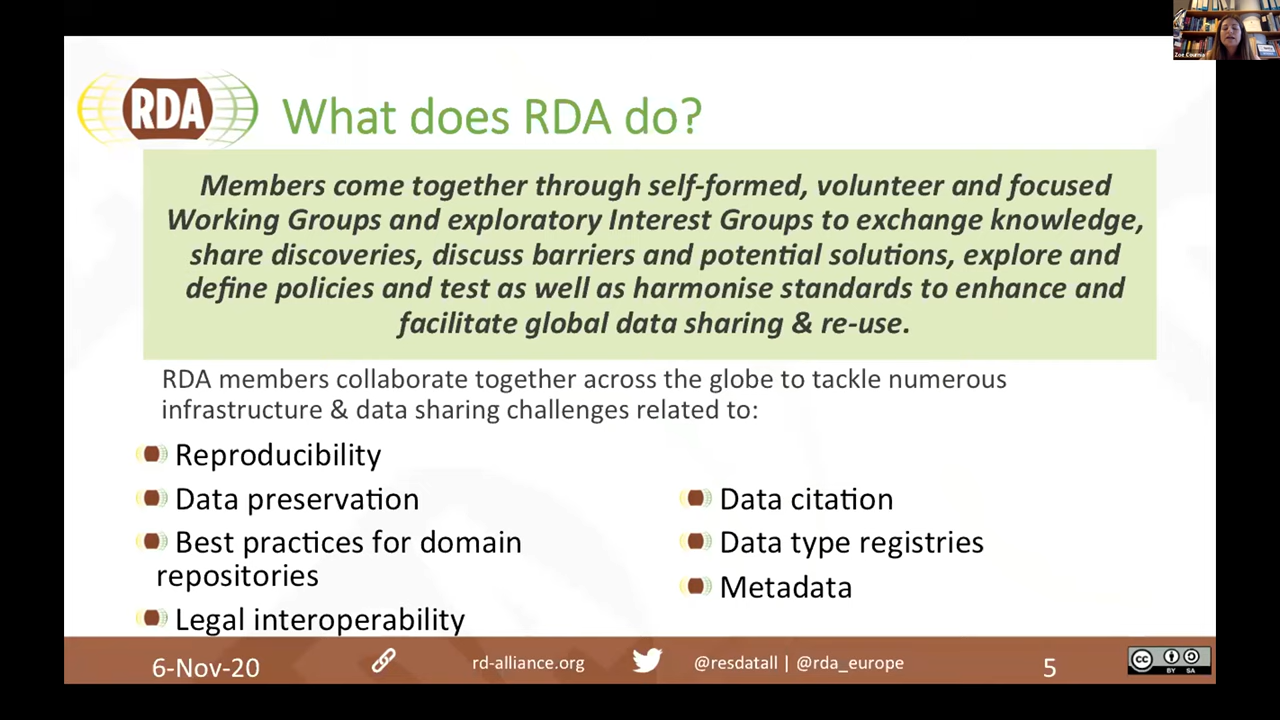 RDA
What does RDA do?
Members come together through self-formed, volunteer and focused
Working Groups and exploratory Interest Groups to exchange knowledge,
share discoveries, discuss barriers and potential solutions, explore and
define policies and test as well as harmonise standards to enhance and
facilitate global data sharing & re-use.
RDA members collaborate together across the globe to tackle numerous
infrastructure & data sharing challenges related to:
Reproducibility
Data preservation
Best practices for domain
repositories
Legal interoperability
Data citation
Data type registries
Metadata
6-Nov-20
rd-alliance.org
@resdatall | @rda_europe
5
cc
BY SA